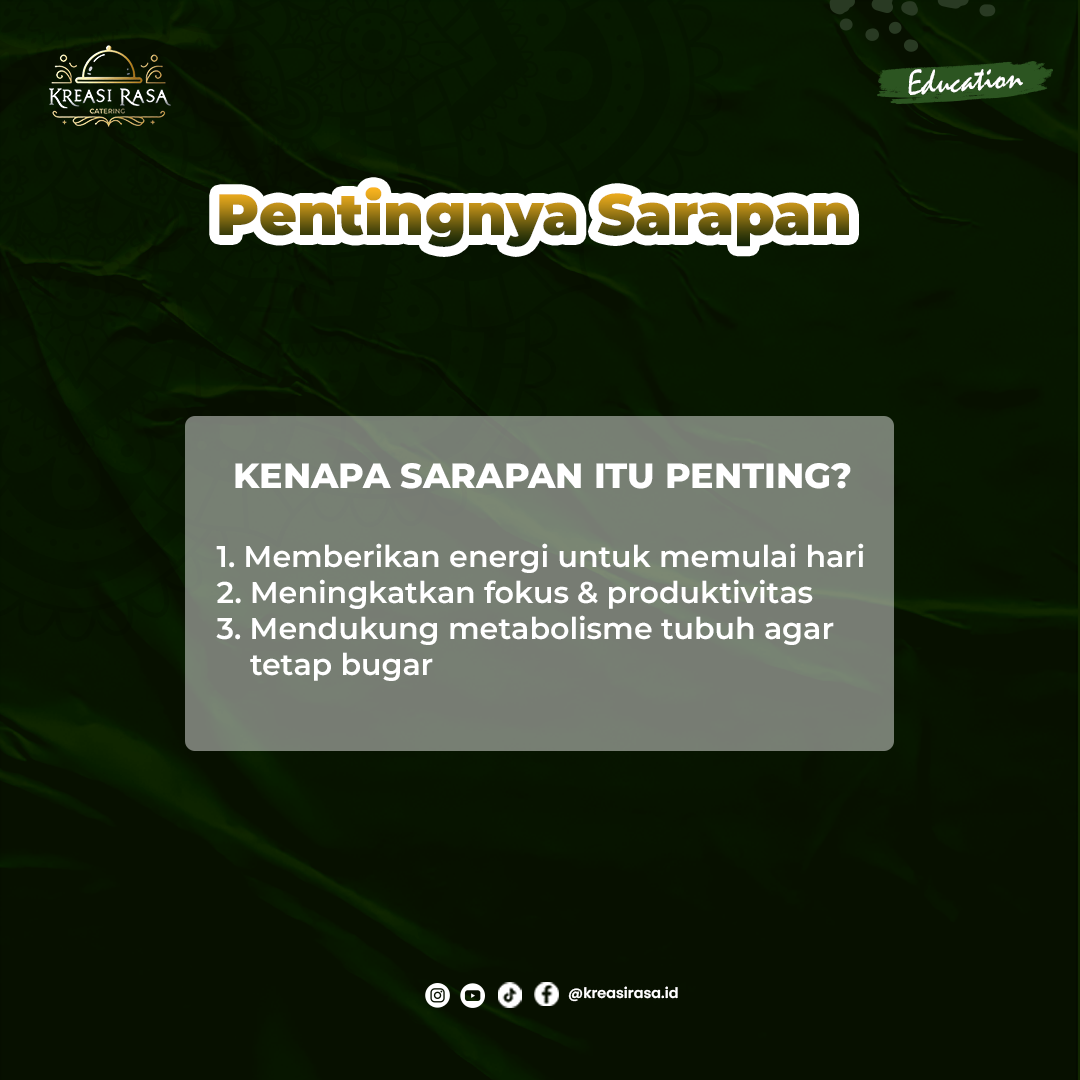 KREASI RASA
CATERING
Education
Pentingnya Sarapan
KENAPA SARAPAN ITU PENTING?
1. Memberikan energi untuk memulai hari
2. Meningkatkan fokus & produktivitas
3. Mendukung metabolisme tubuh agar
tetap bugar
@kreasirasa.id